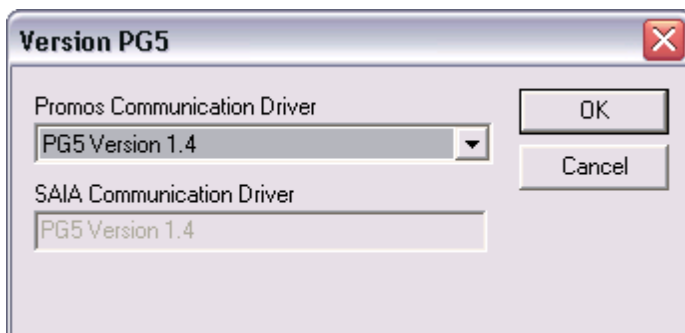 Version PG5
Promos Communication Driver
PG5 Version 1.4
SAIA Communication Driver
PG5 Version 1.4
OK
Cancel